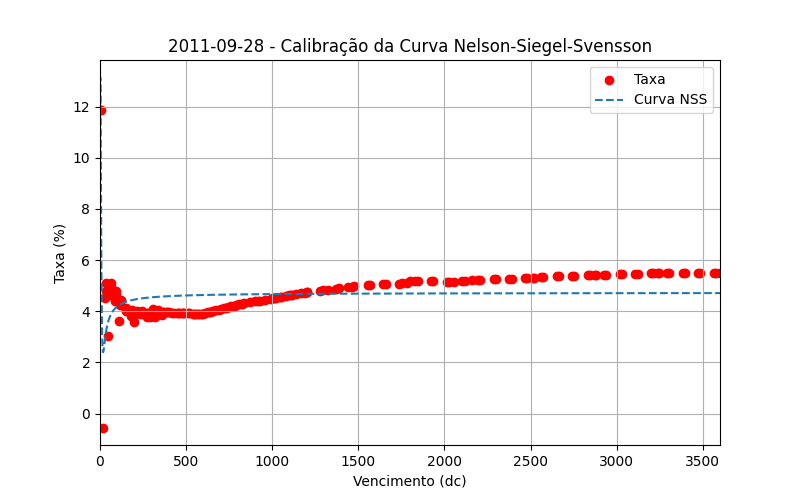 2011-09-28 - Calibração da Curva Nelson-Siegel-Svensson
Taxa
Curva NSS
12
10
8
6
4
2
0
Taxa (%)
0 500 1000 1500 2000 2500 3000 3500
Vencimento (dc)